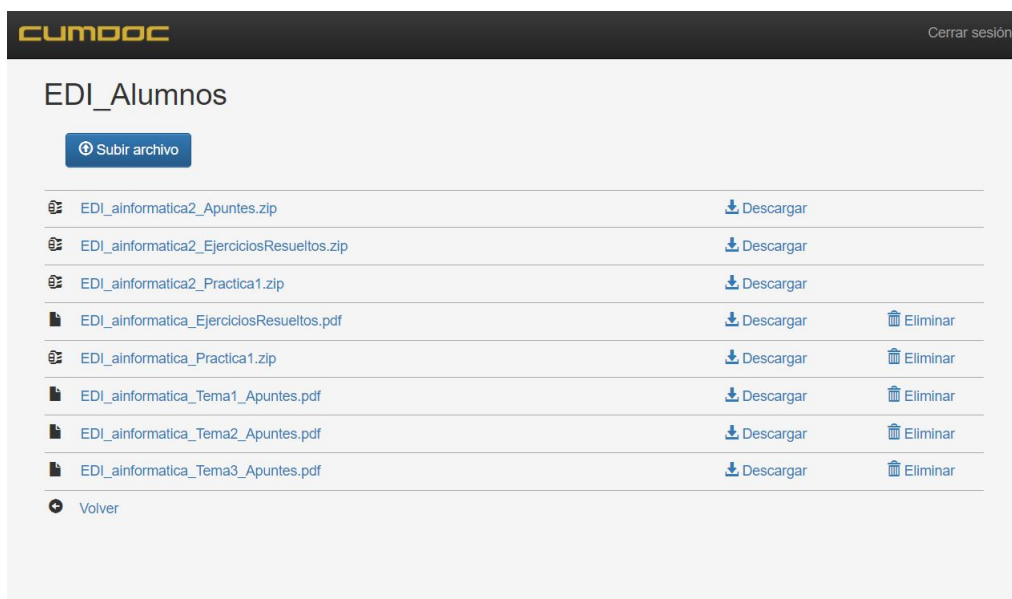 CUMDOC
Cerrar sesión
EDI_Alumnos
Subir archivo
EDI_ainformatica2_Apuntes.zip Descargar
EDI_ainformatica2_EjerciciosResueltos.zip Descargar
EDI_ainformatica2_Practica1.zip Descargar
EDI_ainformatica_EjerciciosResueltos.pdf Descargar Eliminar
EDI_ainformatica_Practica1.zip Descargar Eliminar
EDI_ainformatica_Tema1_Apuntes.pdf Descargar Eliminar
EDI_ainformatica_Tema2_Apuntes.pdf Descargar Eliminar
EDI_ainformatica_Tema3_Apuntes.pdf Descargar Eliminar
Volver